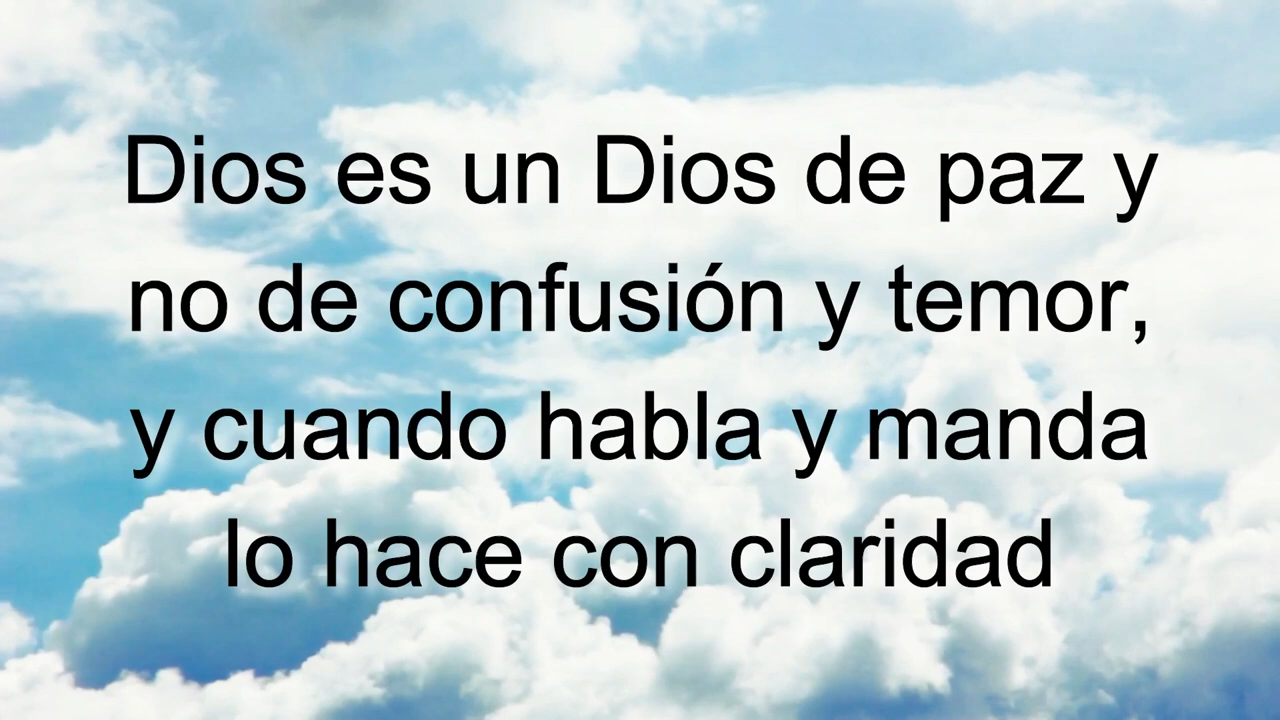 Dios es un Dios de paz y
no de confusión y temor,
y cuando habla y manda
lo hace con claridad